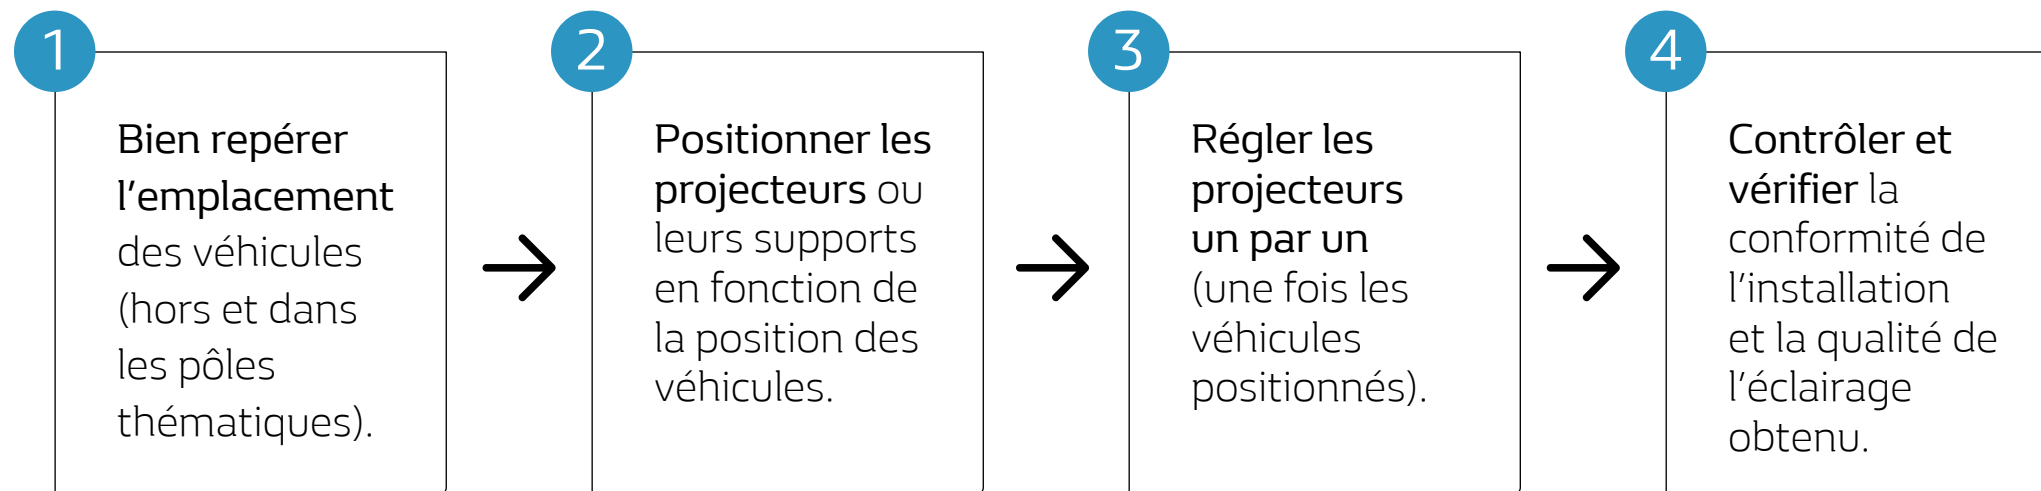 1
Bien repérer
l’emplacement
des véhicules
(hors et dans
les pôles
thématiques).
2
Positionner les
projecteurs ou
leurs supports
en fonction de
la position des
véhicules.
3
Régler les
projecteurs
un par un
(une fois les
véhicules
positionnés).
4
Contrôler et
vérifier la
conformité de
l’installation
et la qualité de
l’éclairage
obtenu.